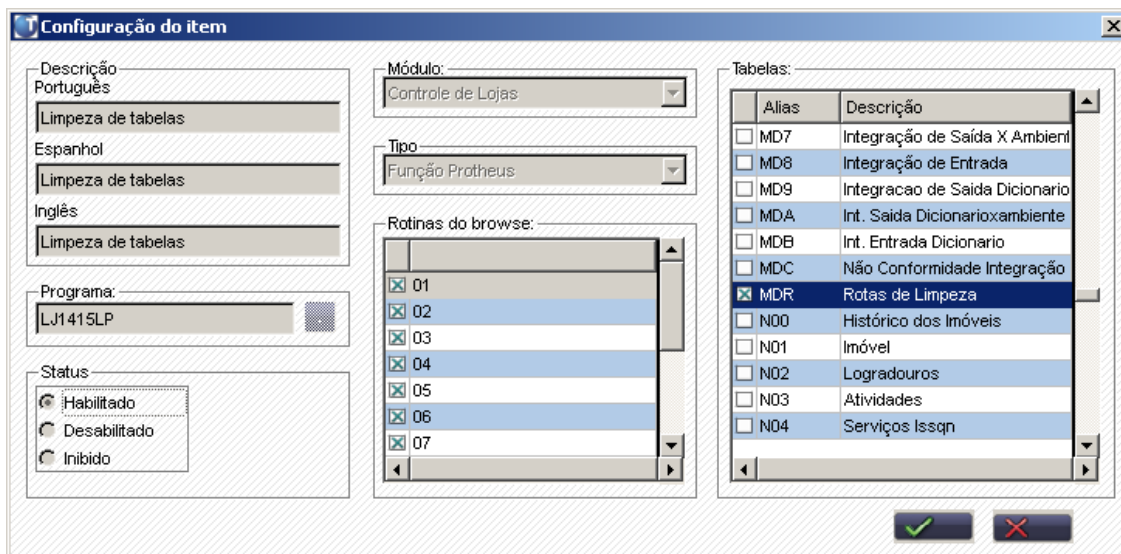 Configuração do item
Descrição
Português
Limpeza de tabelas
Espanhol
Limpeza de tabelas
Inglês
Limpeza de tabelas
Programa:
LJ1415LP
Status
Habilitado
Desabilitado
Inibido
Módulo:
Controle de Lojas
Tipo
Função Protheus
Rotinas do browse:
01
02
03
04
05
06
07
Tabelas:
Alias Descrição
MD7 Integração de Saída X Ambient
MD8 Integração de Entrada
MD9 Integracao de Saida Dicionario
MDA Int. Saida Dicionarioxambiente
MDB Int. Entrada Dicionario
MDC Não Conformidade Integração
MDR Rotas de Limpeza
N00 Histórico dos Imóveis
N01 Imóvel
N02 Logradouros
N03 Atividades
N04 Serviços Issqn